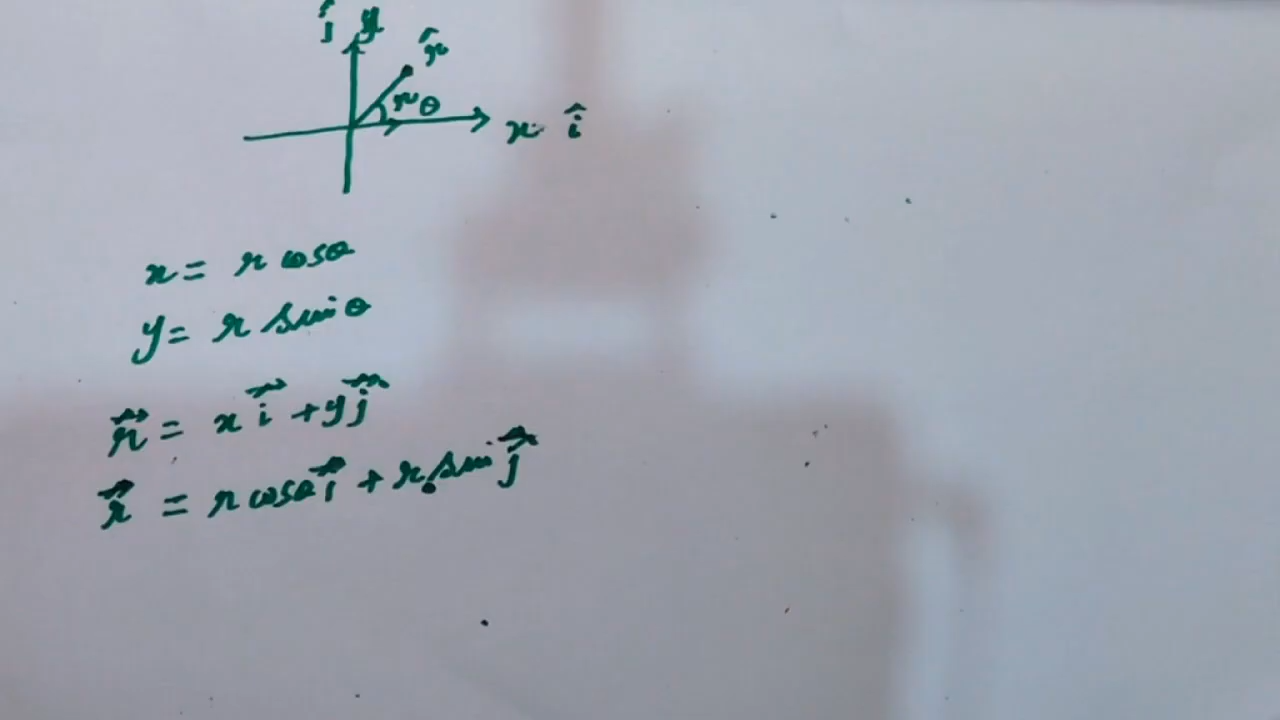 ĵ y
r̂
r θ
x î
x = r cosθ
y = r sinθ
r⃗ = x i⃗ + y j⃗
r⃗ = r cosθ i⃗ + r sin j⃗